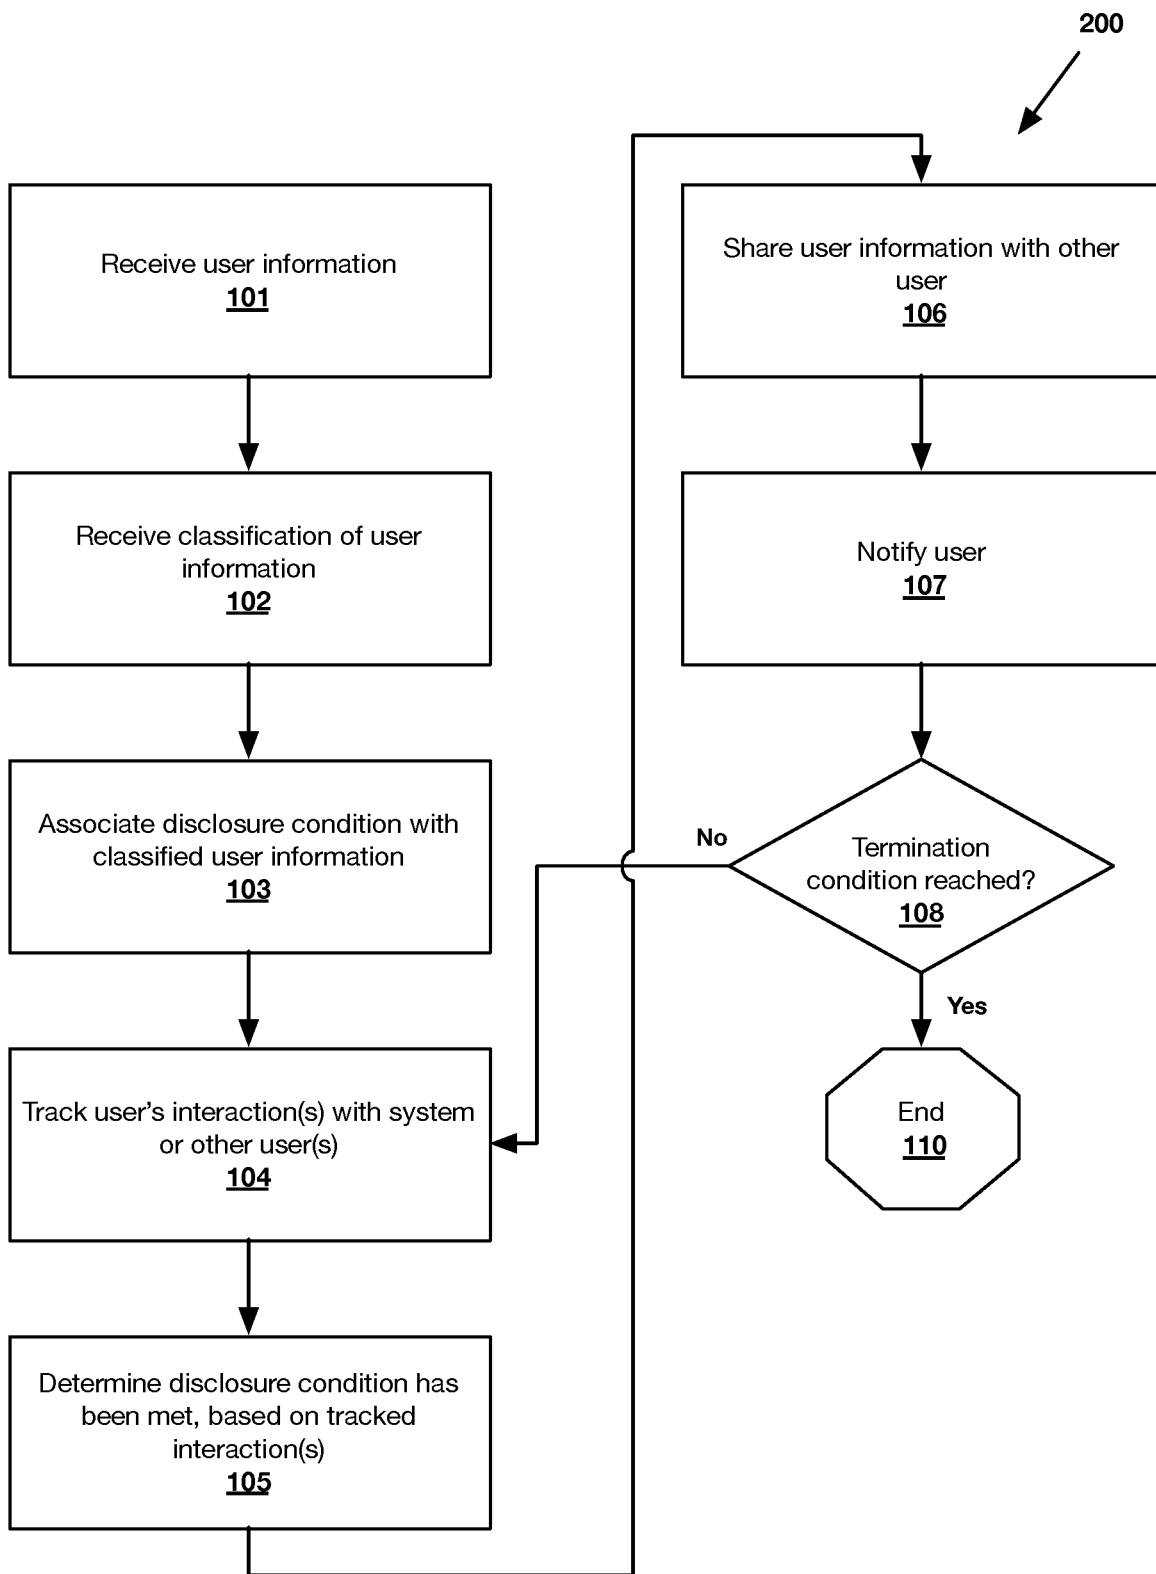 200
Receive user information
101
Receive classification of user
information
102
Associate disclosure condition with
classified user information
103
Track user’s interaction(s) with system
or other user(s)
104
Determine disclosure condition has
been met, based on tracked
interaction(s)
105
Share user information with other
user
106
Notify user
107
No
Termination
condition reached?
108
Yes
End
110